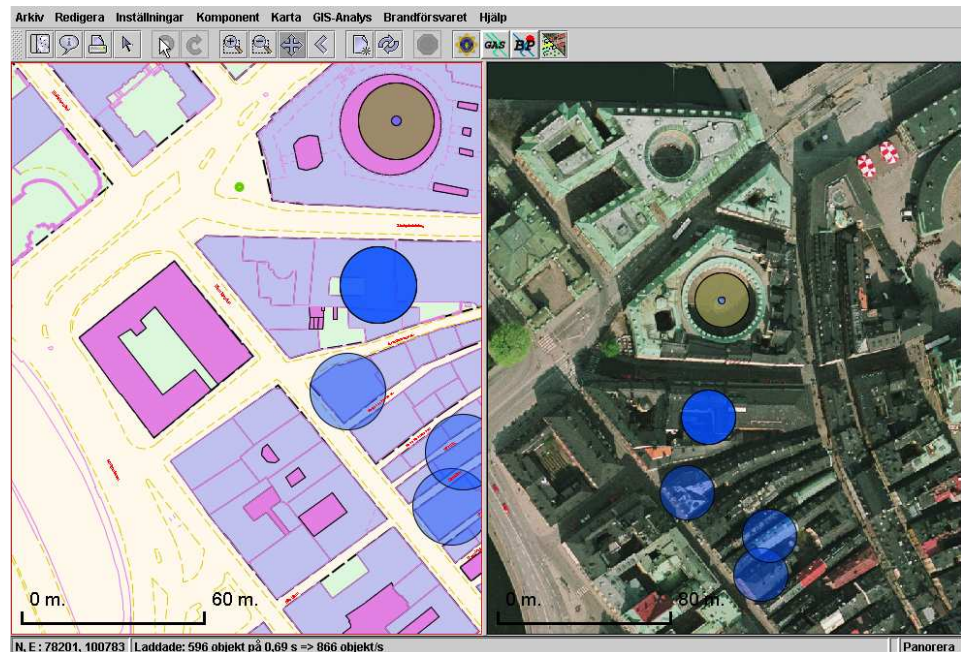 Arkiv Redigera Inställningar Komponent Karta GIS-Analys Brandförsvaret Hjälp
GAS BP
0 m. 60 m.
0 m. 80 m.
N, E : 78201, 100783 Laddade: 596 objekt på 0,69 s => 866 objekt/s Panorera